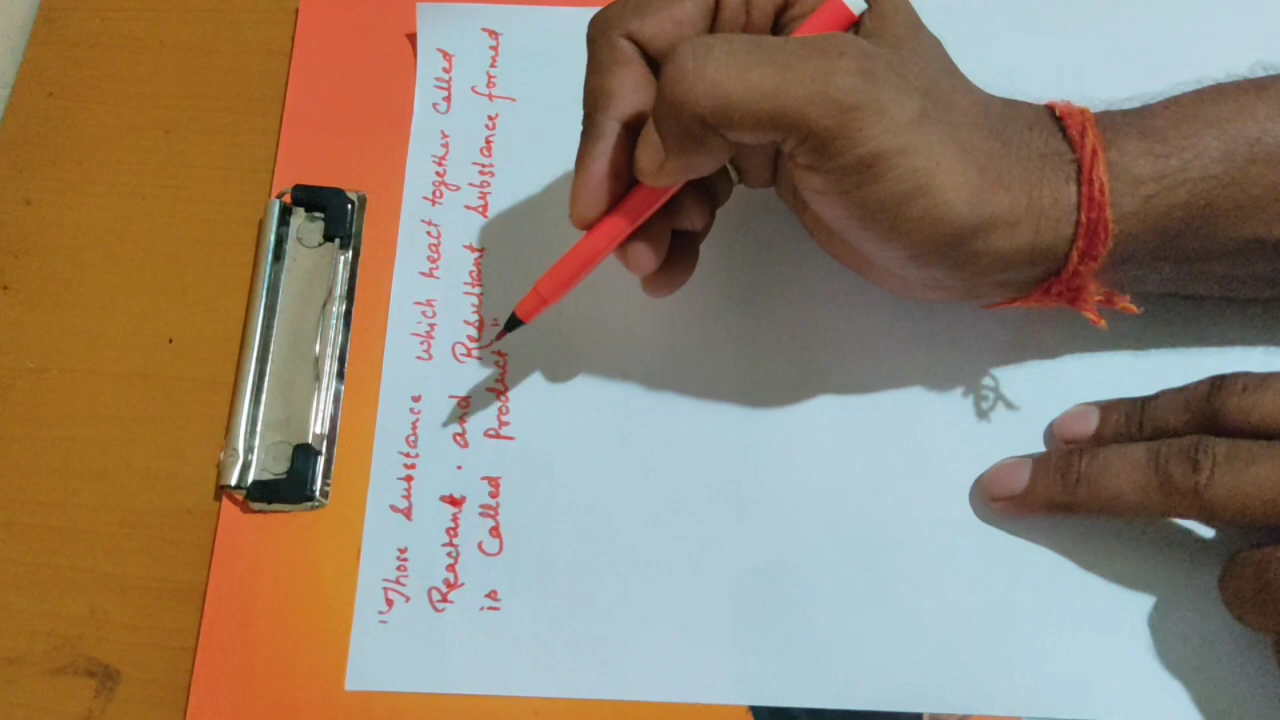 "Those Substance which react together Called
Reactant . and Resultant Substance formed
is Called Product"